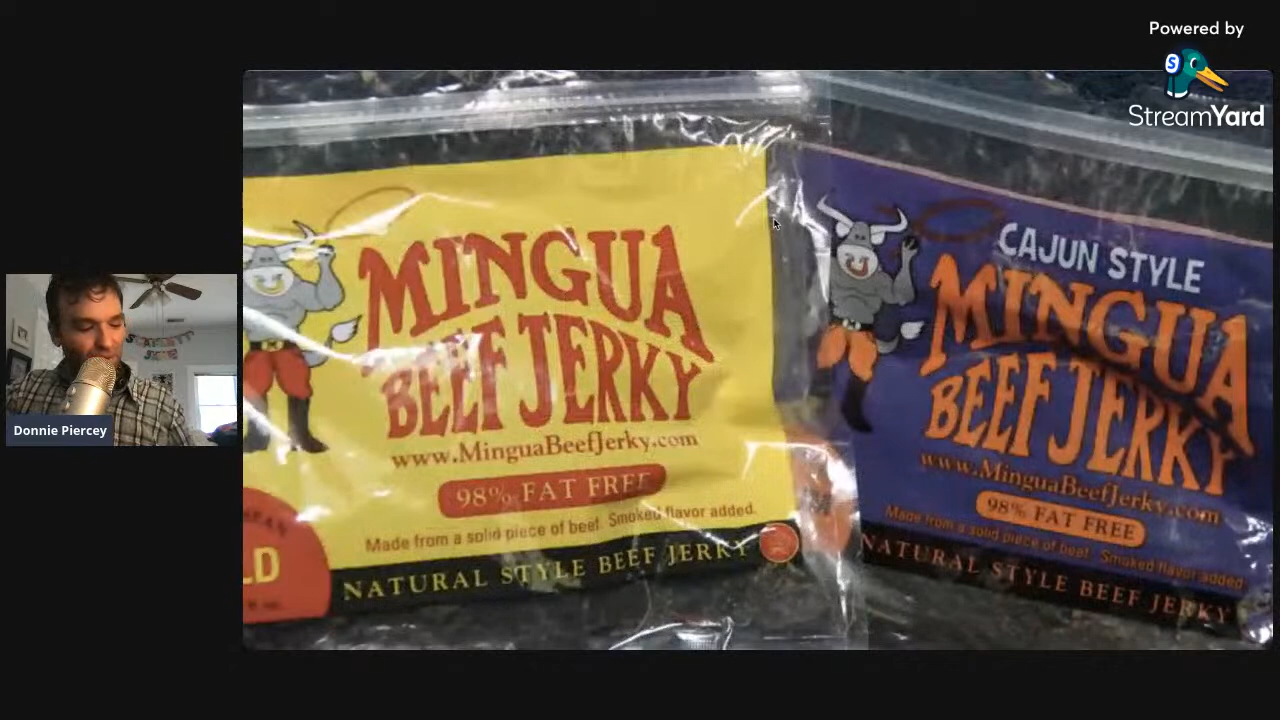 Powered by
StreamYard
Donnie Piercey
MINGUA
BEEF JERKY
www.MinguaBeefJerky.com
98% FAT FREE
Made from a solid piece of beef. Smoked flavor added.
LD
NATURAL STYLE BEEF JERKY
CAJUN STYLE
MINGUA
BEEF JERKY
www.MinguaBeefJerky.com
98% FAT FREE
Made from a solid piece of beef. Smoked flavor added.
NATURAL STYLE BEEF JERKY